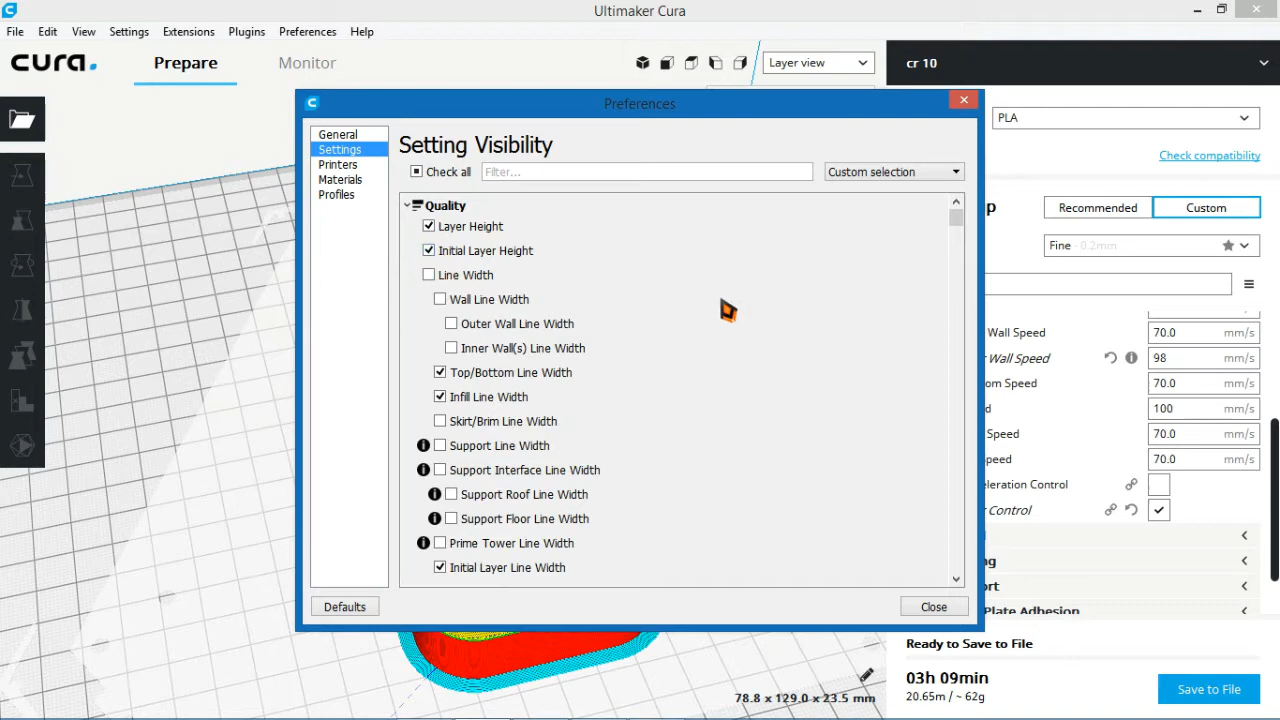 Ultimaker Cura
File Edit View Settings Extensions Plugins Preferences Help
cura. Prepare Monitor Layer view cr 10
Preferences
General
Settings
Printers
Materials
Profiles
Setting Visibility
Check all Filter... Custom selection
Quality
Layer Height
Initial Layer Height
Line Width
Wall Line Width
Outer Wall Line Width
Inner Wall(s) Line Width
Top/Bottom Line Width
Infill Line Width
Skirt/Brim Line Width
Support Line Width
Support Interface Line Width
Support Roof Line Width
Support Floor Line Width
Prime Tower Line Width
Initial Layer Line Width
Defaults Close
PLA
Check compatibility
p Recommended Custom
Fine - 0.2mm
Wall Speed 70.0 mm/s
r Wall Speed 98 mm/s
om Speed 70.0 mm/s
d 100 mm/s
Speed 70.0 mm/s
peed 70.0 mm/s
eleration Control
r Control
ng
ort
Plate Adhesion
78.8 x 129.0 x 23.5 mm
Ready to Save to File
03h 09min
20.65m / ~ 62g
Save to File